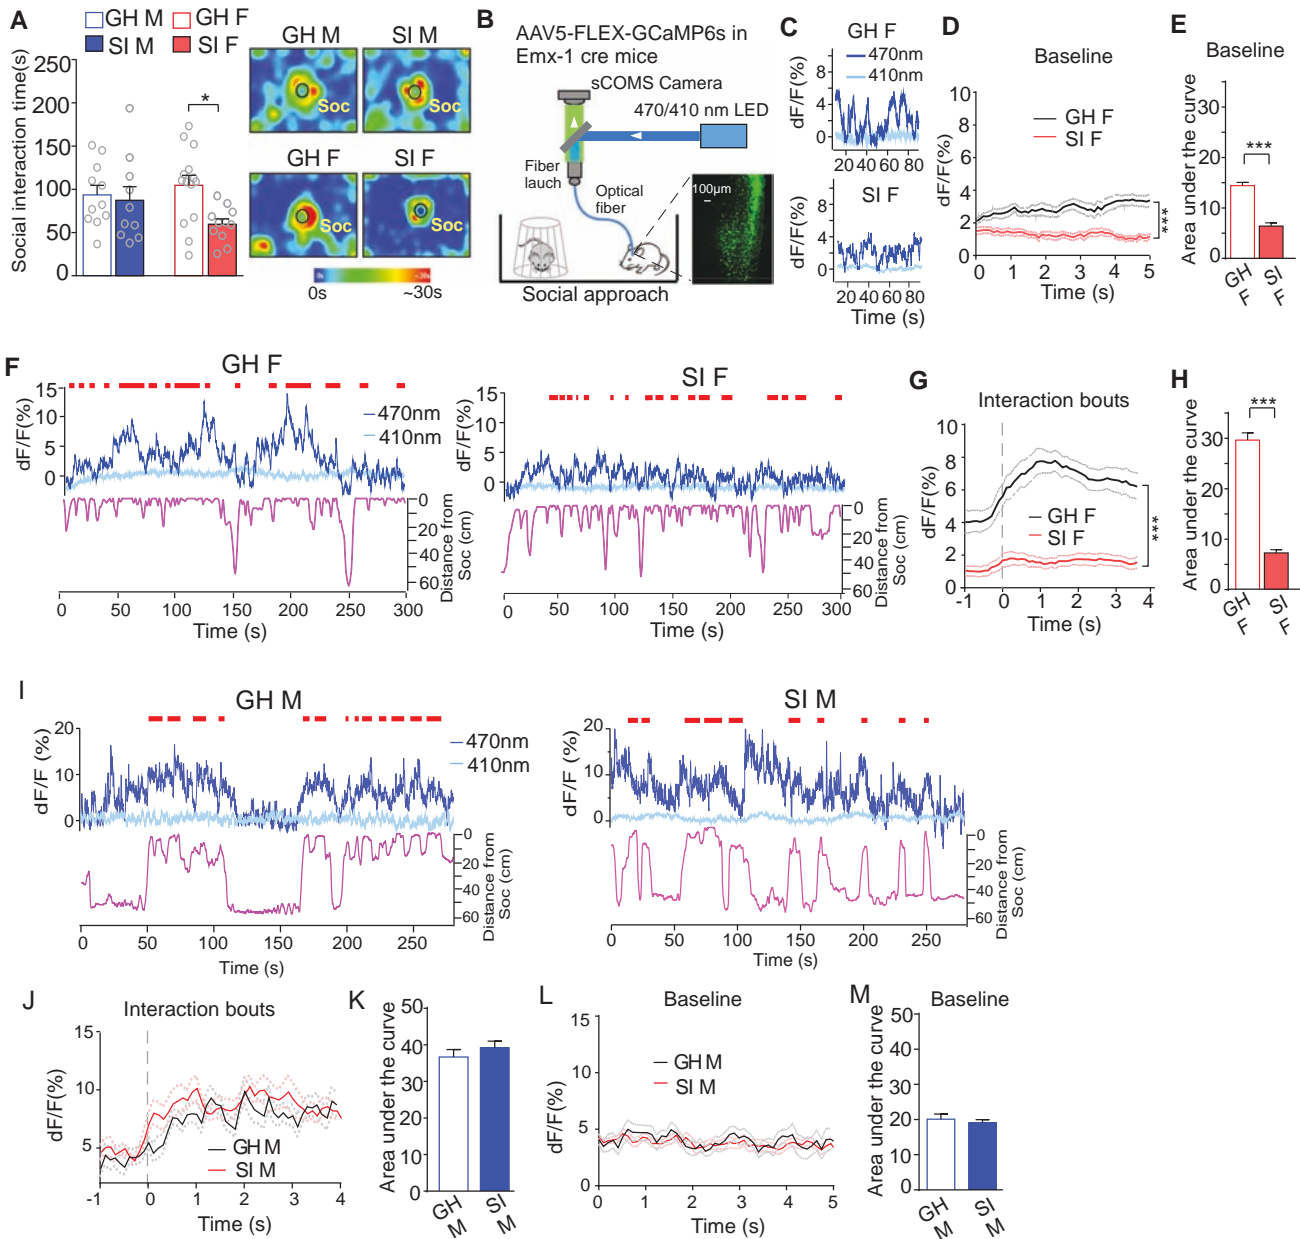 A
GH M
GH F
SI M
SI F
Social interaction time(s)
250
200
150
100
50
0
*
GH M
SI M
Soc
Soc
GH F
SI F
Soc
Soc
0s
~30s
0s
~30s
B
AAV5-FLEX-GCaMP6s in
Emx-1 cre mice
sCOMS Camera
470/410 nm LED
Fiber
lauch
Optical
fiber
100µm
Social approach
C
GH F
470nm
410nm
dF/F(%)
8
4
0
20 40 60 80
SI F
dF/F(%)
8
4
0
20 40 60 80
Time (s)
D
Baseline
GH F
SI F
dF/F(%)
10
8
6
4
2
0
***
0 1 2 3 4 5
Time (s)
E
Baseline
Area under the curve
30
20
10
0
***
GH F
SI F
F
GH F
470nm
410nm
dF/F(%)
15
10
5
0
0
20
40
60
Distance from
Soc (cm)
0 50 100 150 200 250 300
Time (s)
SI F
dF/F(%)
15
10
5
0
0
20
40
60
Distance from
Soc (cm)
0 50 100 150 200 250 300
Time (s)
G
Interaction bouts
dF/F(%)
10
8
6
4
2
0
GH F
SI F
***
-1 0 1 2 3 4
Time (s)
H
Area under the curve
30
30
10
0
***
GH F
SI F
I
GH M
470nm
410nm
dF/F (%)
20
10
0
0
20
40
60
Distance from
Soc (cm)
0 50 100 150 200 250
Time (s)
SI M
dF/F (%)
20
10
0
0
20
40
60
Distance from
Soc (cm)
0 50 100 150 200 250
Time (s)
J
Interaction bouts
dF/F(%)
15
10
5
GH M
SI M
-1 0 1 2 3 4
Time (s)
K
Area under the curve
50
40
30
20
10
0
GH M
SI M
L
Baseline
dF/F(%)
15
10
5
0
GH M
SI M
0 1 2 3 4 5
Time (s)
M
Baseline
Area under the curve
50
40
30
20
10
0
GH M
SI M